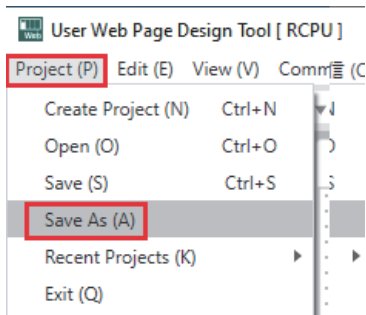 Web User Web Page Design Tool [ RCPU ]
Project (P) Edit (E) View (V) Comm (C
Create Project (N) Ctrl+N
Open (O) Ctrl+O
Save (S) Ctrl+S
Save As (A)
Recent Projects (K)
Exit (Q)